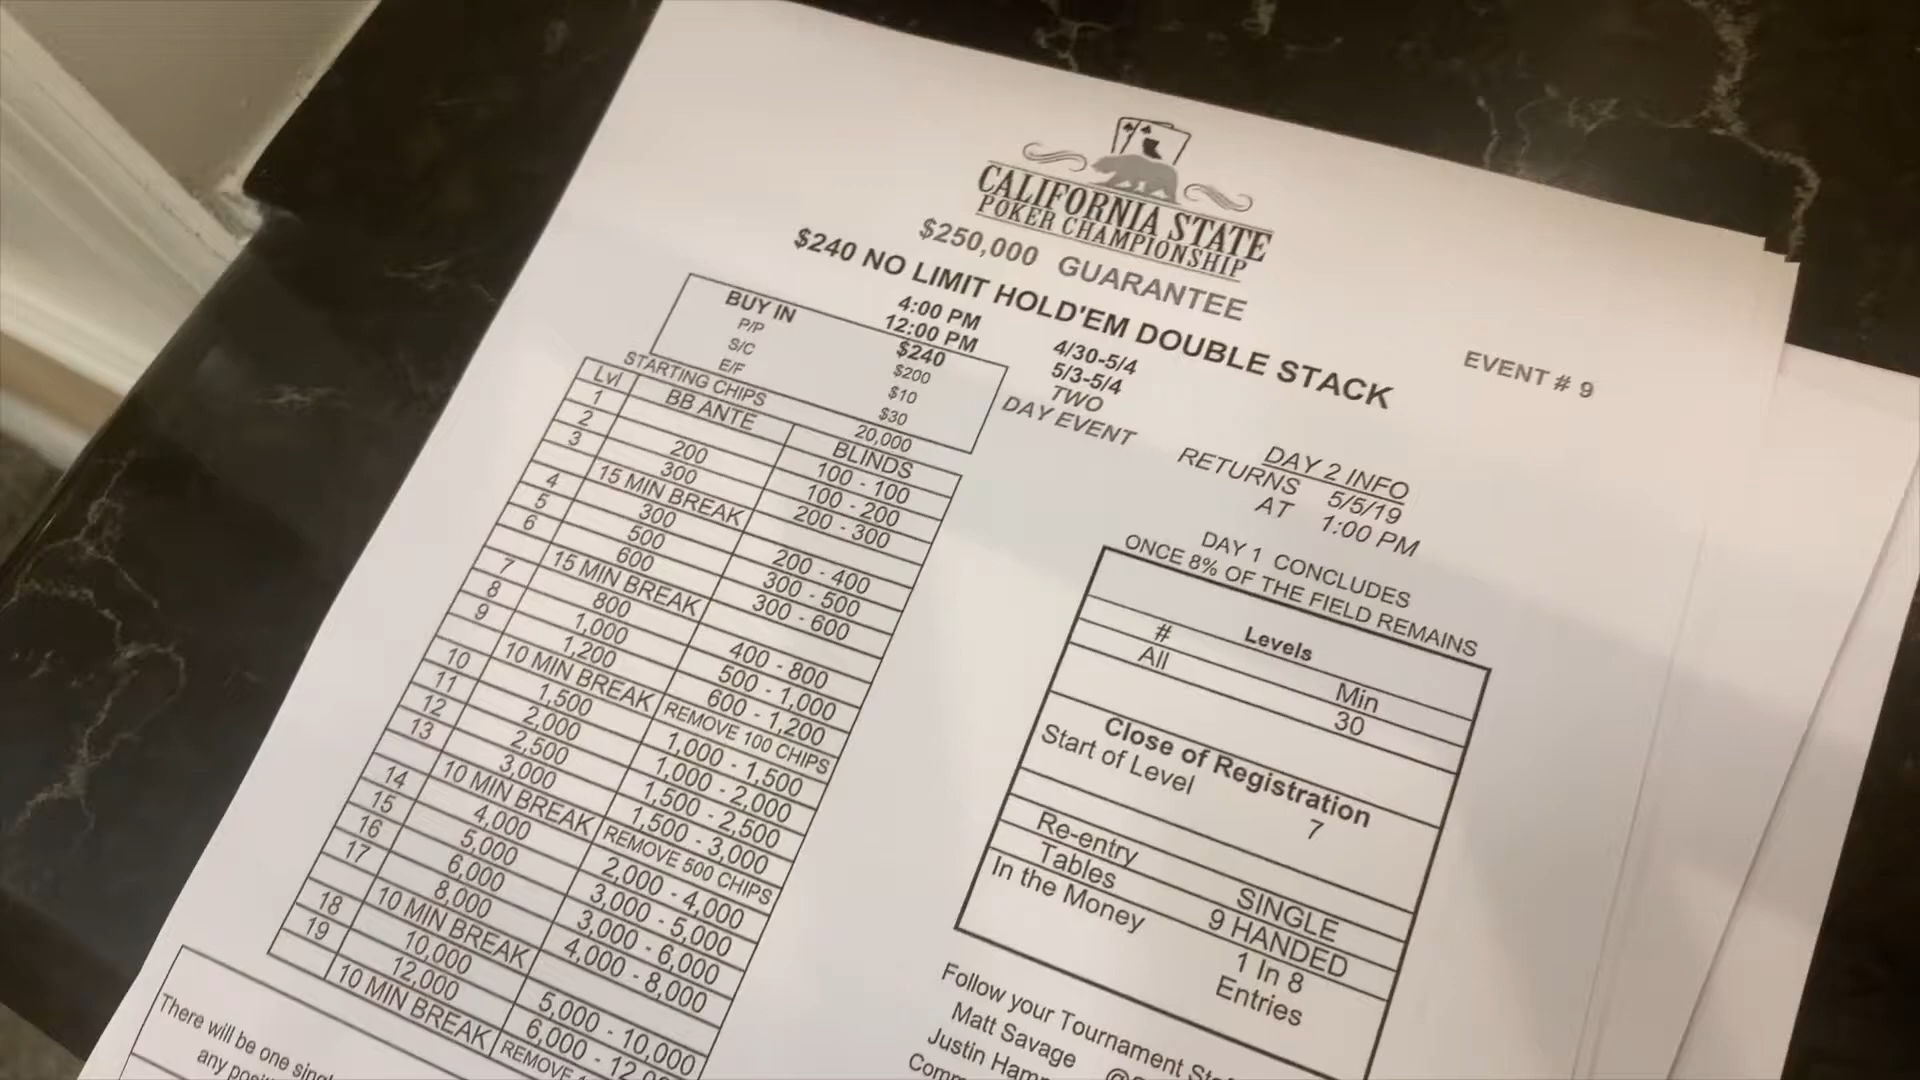 CALIFORNIA STATE
POKER CHAMPIONSHIP
$250,000 GUARANTEE
$240 NO LIMIT HOLD'EM DOUBLE STACK
EVENT # 9
4:00 PM 4/30-5/4
12:00 PM 5/3-5/4
BUY IN $240
P/P $200
S/C $10
E/F $30
STARTING CHIPS 20,000
TWO
DAY EVENT
DAY 2 INFO
RETURNS 5/5/19
AT 1:00 PM
Lvl BB ANTE BLINDS
1 100 - 100
2 200 100 - 200
3 300 200 - 300
15 MIN BREAK
4 300 200 - 400
5 500 300 - 500
6 600 300 - 600
15 MIN BREAK
7 800 400 - 800
8 1,000 500 - 1,000
9 1,200 600 - 1,200
10 MIN BREAK REMOVE 100 CHIPS
10 1,500 1,000 - 1,500
11 2,000 1,000 - 2,000
12 2,500 1,500 - 2,500
13 3,000 1,500 - 3,000
10 MIN BREAK REMOVE 500 CHIPS
14 4,000 2,000 - 4,000
15 5,000 3,000 - 5,000
16 6,000 3,000 - 6,000
17 8,000 4,000 - 8,000
10 MIN BREAK
18 10,000 5,000 - 10,000
19 12,000 6,000 - 12,0
10 MIN BREAK REMOVE
There will be one singl
any
DAY 1 CONCLUDES
ONCE 8% OF THE FIELD REMAINS
Levels
# Min
All 30
Close of Registration
Start of Level 7
Re-entry SINGLE
Tables 9 HANDED
In the Money 1 In 8
Entries
Follow your Tournament
Matt Savage
Justin